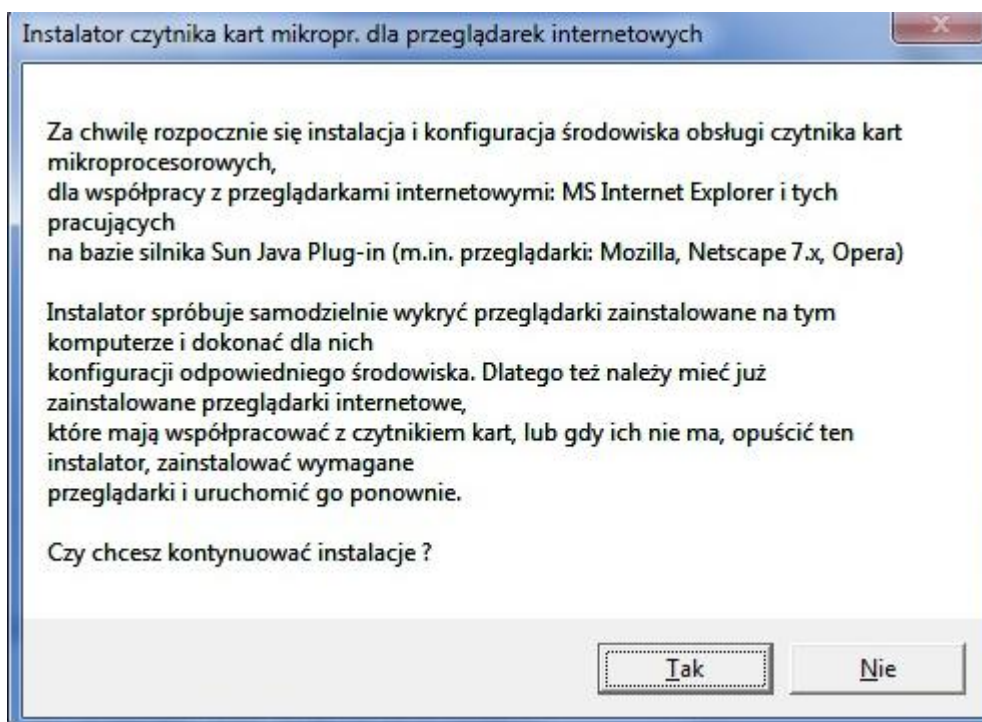 Instalator czytnika kart mikropr. dla przeglądarek internetowych
Za chwilę rozpocznie się instalacja i konfiguracja środowiska obsługi czytnika kart
mikroprocesorowych,
dla współpracy z przeglądarkami internetowymi: MS Internet Explorer i tych
pracujących
na bazie silnika Sun Java Plug-in (m.in. przeglądarki: Mozilla, Netscape 7.x, Opera)
Instalator spróbuje samodzielnie wykryć przeglądarki zainstalowane na tym
komputerze i dokonać dla nich
konfiguracji odpowiedniego środowiska. Dlatego też należy mieć już
zainstalowane przeglądarki internetowe,
które mają współpracować z czytnikiem kart, lub gdy ich nie ma, opuścić ten
instalator, zainstalować wymagane
przeglądarki i uruchomić go ponownie.
Czy chcesz kontynuować instalacje ?
Tak
Nie